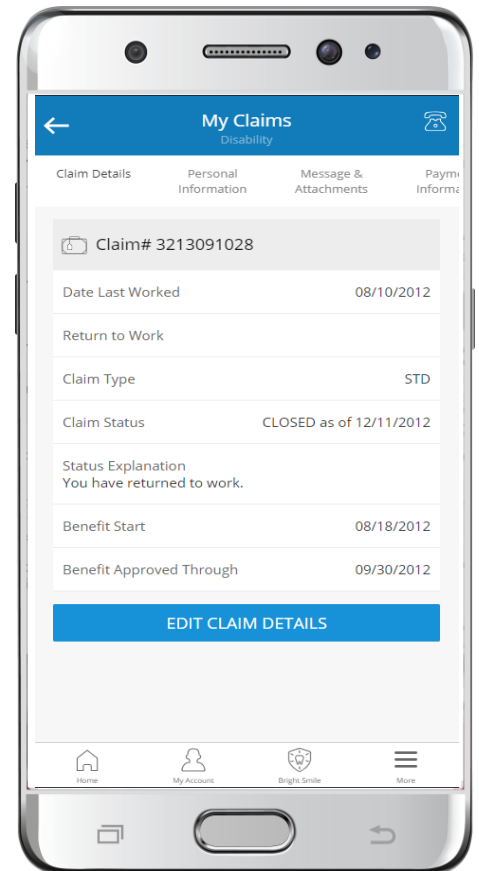 My Claims
Disability
Claim Details
Personal
Information
Message &
Attachments
Payme
Informa
Claim# 3213091028
Date Last Worked 08/10/2012
Return to Work
Claim Type STD
Claim Status CLOSED as of 12/11/2012
Status Explanation
You have returned to work.
Benefit Start 08/18/2012
Benefit Approved Through 09/30/2012
EDIT CLAIM DETAILS
Home My Account Bright Smile More